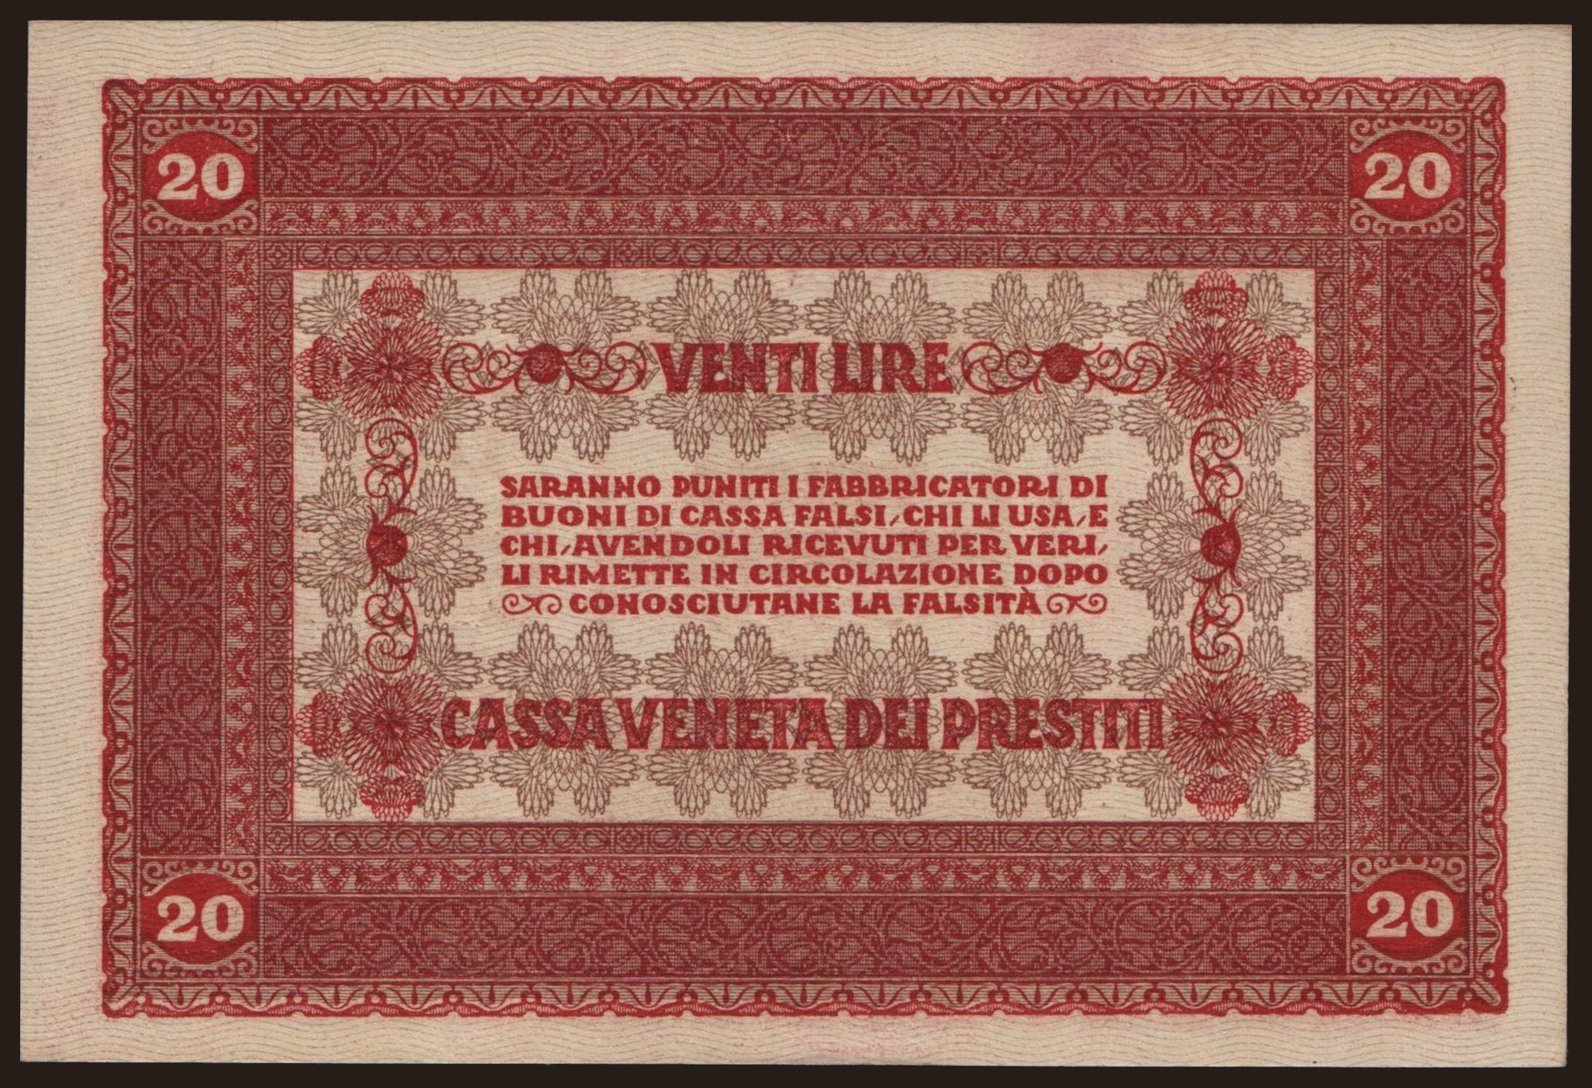 20 20
VENTI LIRE
SARANNO PUNITI I FABBRICATORI DI
BUONI DI CASSA FALSI, CHI LI USA, E
CHI, AVENDOLI RICEVUTI PER VERI,
LI RIMETTE IN CIRCOLAZIONE DOPO
CONOSCIUTANE LA FALSITÀ
CASSA VENETA DEI PRESTITI
20 20